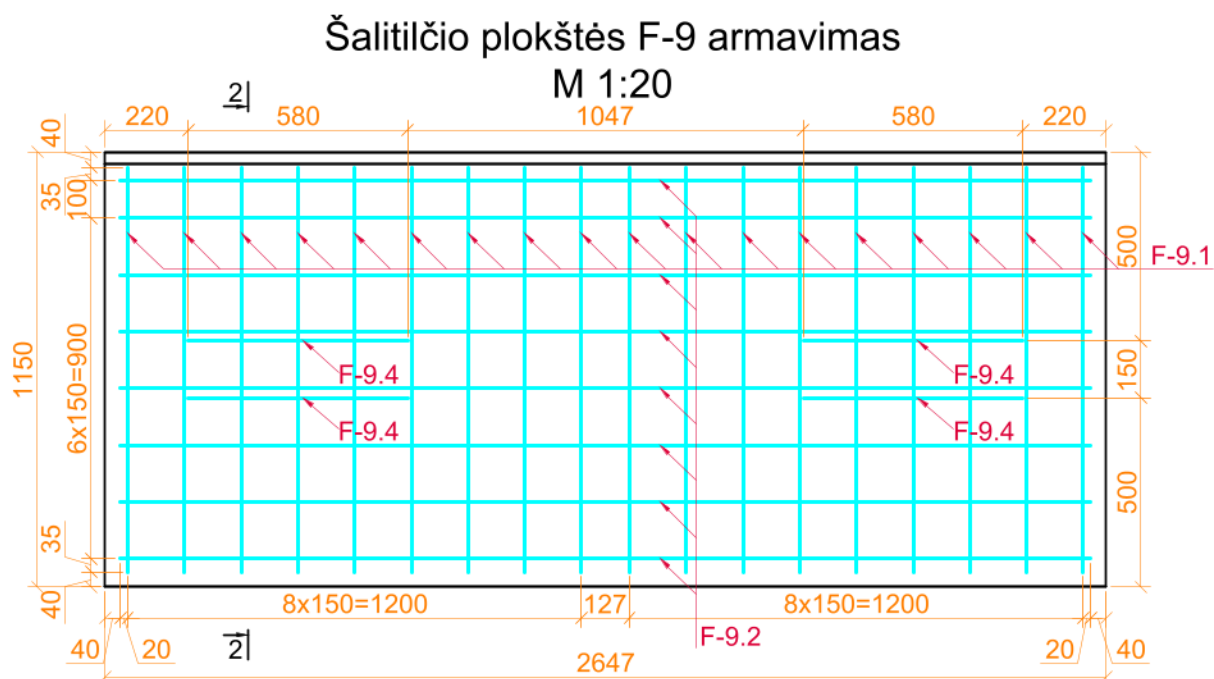 Šalitilčio plokštės F-9 armavimas
M 1:20
2
220 580 1047 580 220
40
35
100
500
F-9.1
1150
6x150=900
F-9.4 F-9.4
150
F-9.4 F-9.4
500
35
40
8x150=1200 127 8x150=1200
2
F-9.2
40 20 20 40
2647